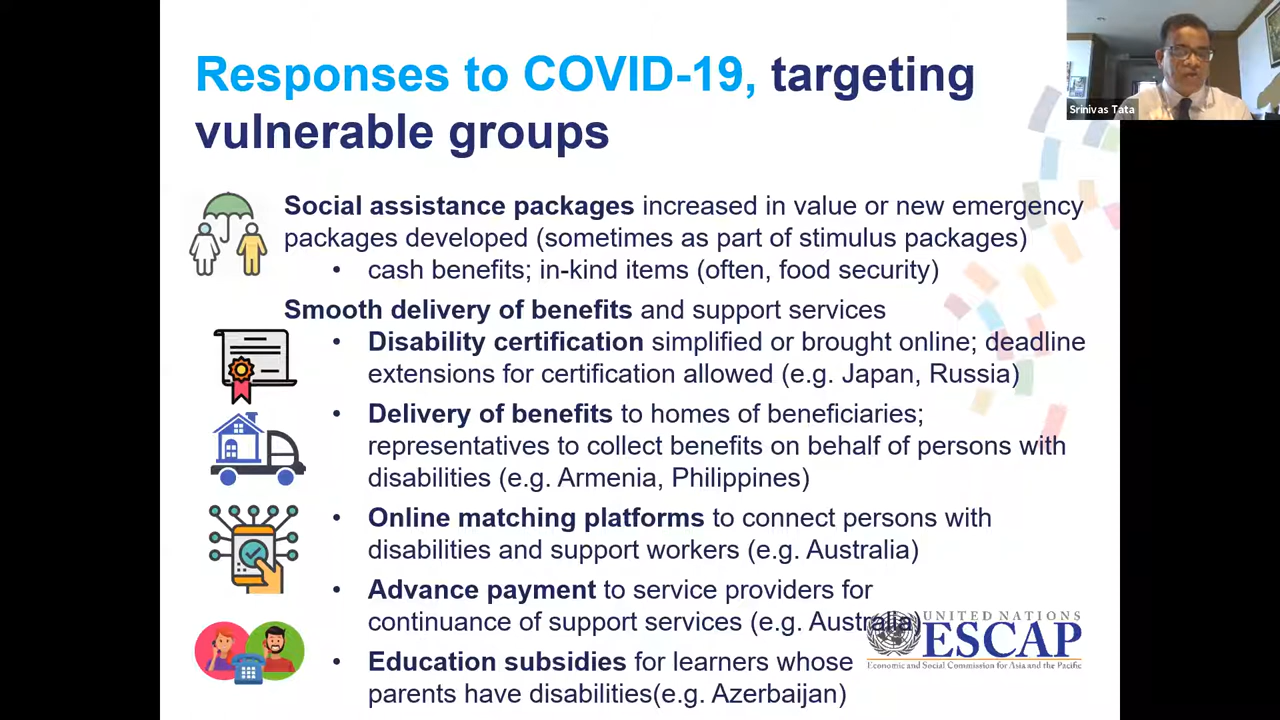 Responses to COVID-19, targeting
vulnerable groups
Srinivas Tata
Social assistance packages increased in value or new emergency
packages developed (sometimes as part of stimulus packages)
• cash benefits; in-kind items (often, food security)
Smooth delivery of benefits and support services
• Disability certification simplified or brought online; deadline
extensions for certification allowed (e.g. Japan, Russia)
• Delivery of benefits to homes of beneficiaries;
representatives to collect benefits on behalf of persons with
disabilities (e.g. Armenia, Philippines)
• Online matching platforms to connect persons with
disabilities and support workers (e.g. Australia)
• Advance payment to service providers for
continuance of support services (e.g. Australia)
• Education subsidies for learners whose
parents have disabilities(e.g. Azerbaijan)
UNITED NATIONS
ESCAP
Economic and Social Commission for Asia and the Pacific